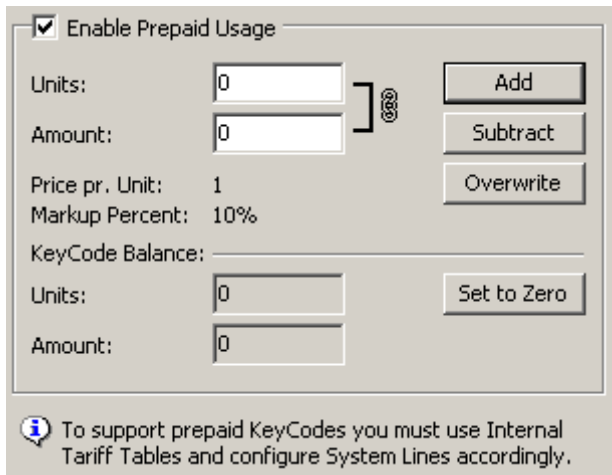 Enable Prepaid Usage
Units: 0 Add
Amount: 0 Subtract
Price pr. Unit: 1 Overwrite
Markup Percent: 10%
KeyCode Balance:
Units: 0 Set to Zero
Amount: 0
To support prepaid KeyCodes you must use Internal
Tariff Tables and configure System Lines accordingly.